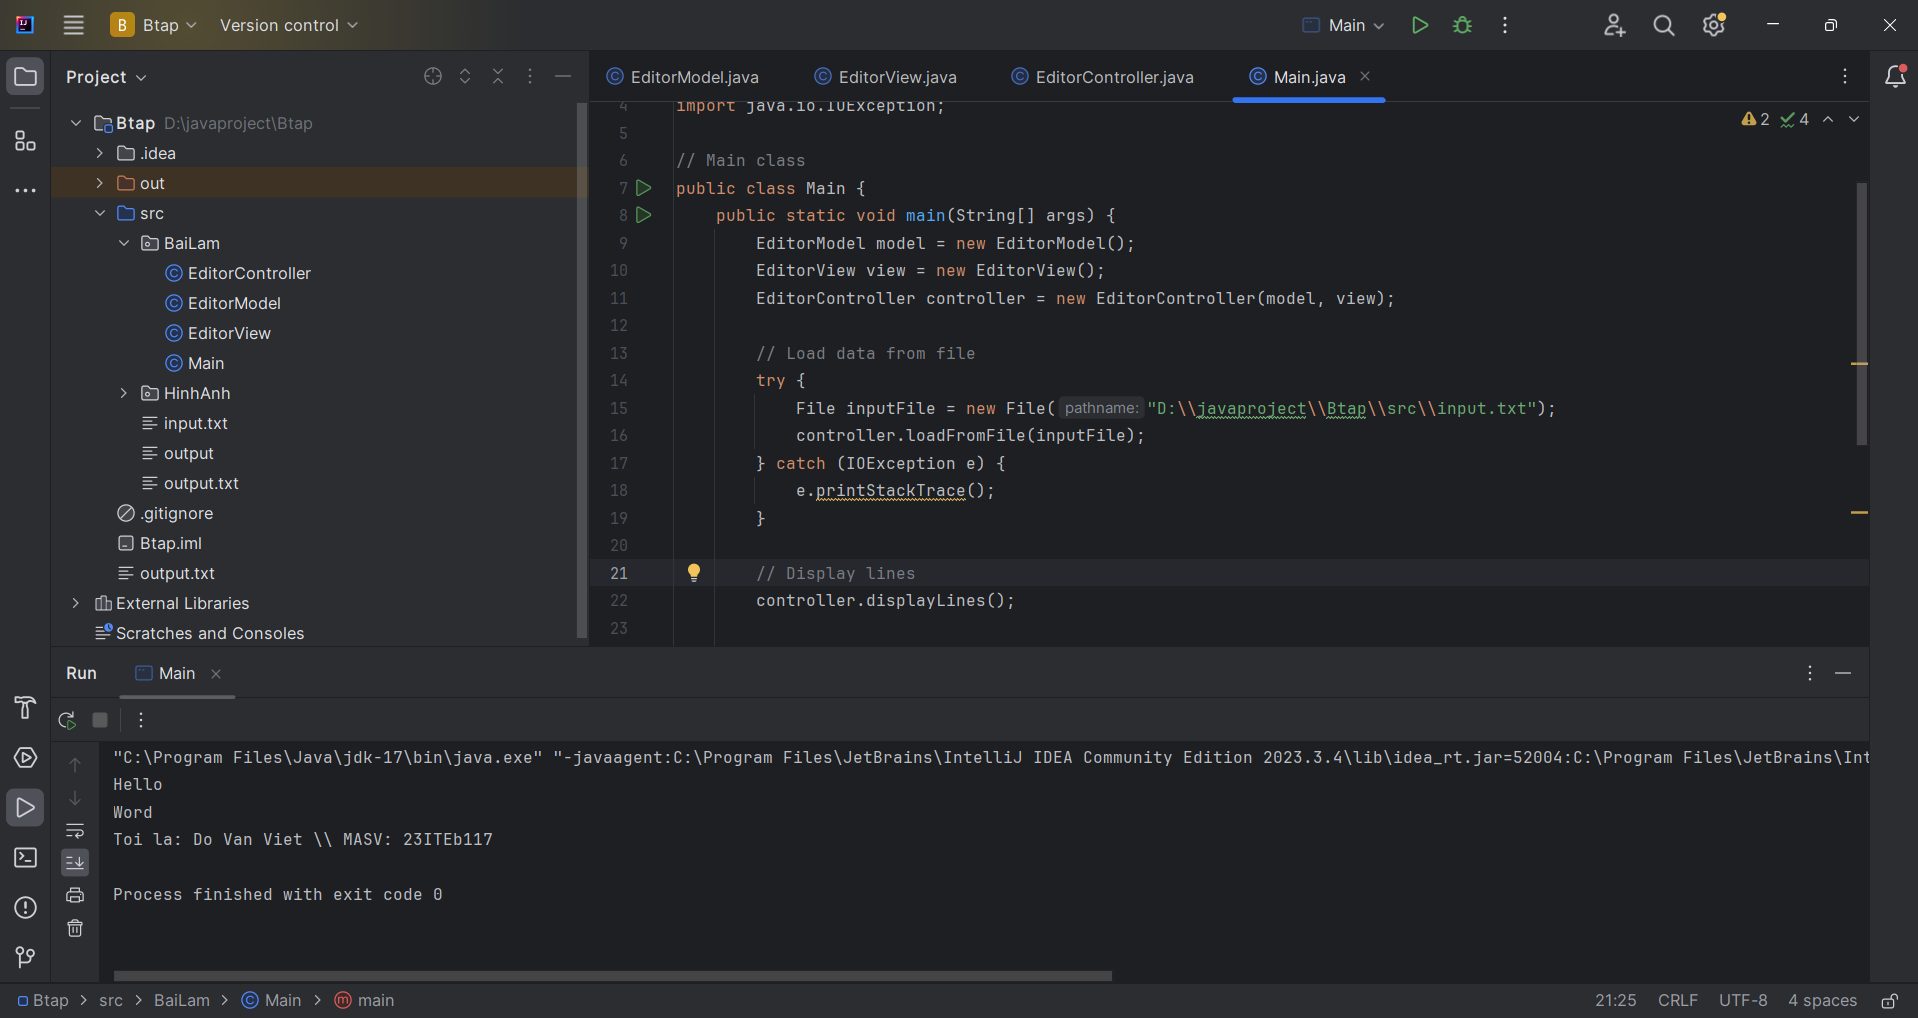 B Btap Version control Main
Project
EditorModel.java EditorView.java EditorController.java Main.java
Btap D:\javaproject\Btap
.idea
out
src
BaiLam
EditorController
EditorModel
EditorView
Main
HinhAnh
input.txt
output
output.txt
.gitignore
Btap.iml
output.txt
External Libraries
Scratches and Consoles
2 4
4 import java.io.IOException;
5
6 // Main class
7 public class Main {
8 public static void main(String[] args) {
9 EditorModel model = new EditorModel();
10 EditorView view = new EditorView();
11 EditorController controller = new EditorController(model, view);
12
13 // Load data from file
14 try {
15 File inputFile = new File( pathname: "D:\\javaproject\\Btap\\src\\input.txt");
16 controller.loadFromFile(inputFile);
17 } catch (IOException e) {
18 e.printStackTrace();
19 }
20
21 // Display lines
22 controller.displayLines();
23
Run Main
"C:\Program Files\Java\jdk-17\bin\java.exe" "-javaagent:C:\Program Files\JetBrains\IntelliJ IDEA Community Edition 2023.3.4\lib\idea_rt.jar=52004:C:\Program Files\JetBrains\Int
Hello
Word
Toi la: Do Van Viet \\ MASV: 23ITEb117
Process finished with exit code 0
Btap > src > BaiLam > Main > main 21:25 CRLF UTF-8 4 spaces